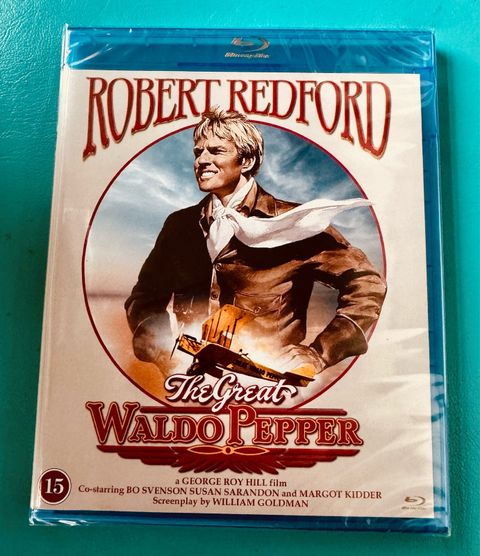 Blu-ray Disc
ROBERT REDFORD
The Great
WALDO PEPPER
a GEORGE ROY HILL film
Co-starring BO SVENSON SUSAN SARANDON and MARGOT KIDDER
Screenplay by WILLIAM GOLDMAN
15